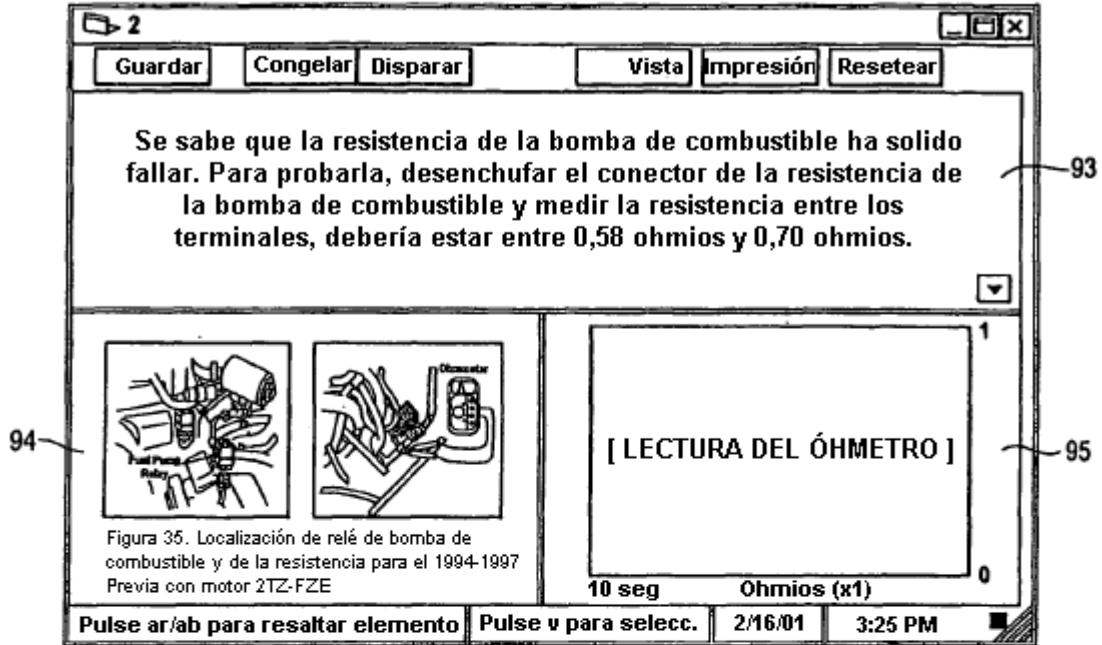 2
Guardar Congelar Disparar Vista Impresión Resetear
Se sabe que la resistencia de la bomba de combustible ha solido
fallar. Para probarla, desenchufar el conector de la resistencia de
la bomba de combustible y medir la resistencia entre los
terminales, debería estar entre 0,58 ohmios y 0,70 ohmios.
93
Ohmmeter
Fuel Pump
Relay
94
Figura 35. Localización de relé de bomba de
combustible y de la resistencia para el 1994-1997
Previa con motor 2TZ-FZE
1
[ LECTURA DEL ÓHMETRO ]
95
0
10 seg Ohmios (x1)
Pulse ar/ab para resaltar elemento Pulse v para selecc. 2/16/01 3:25 PM